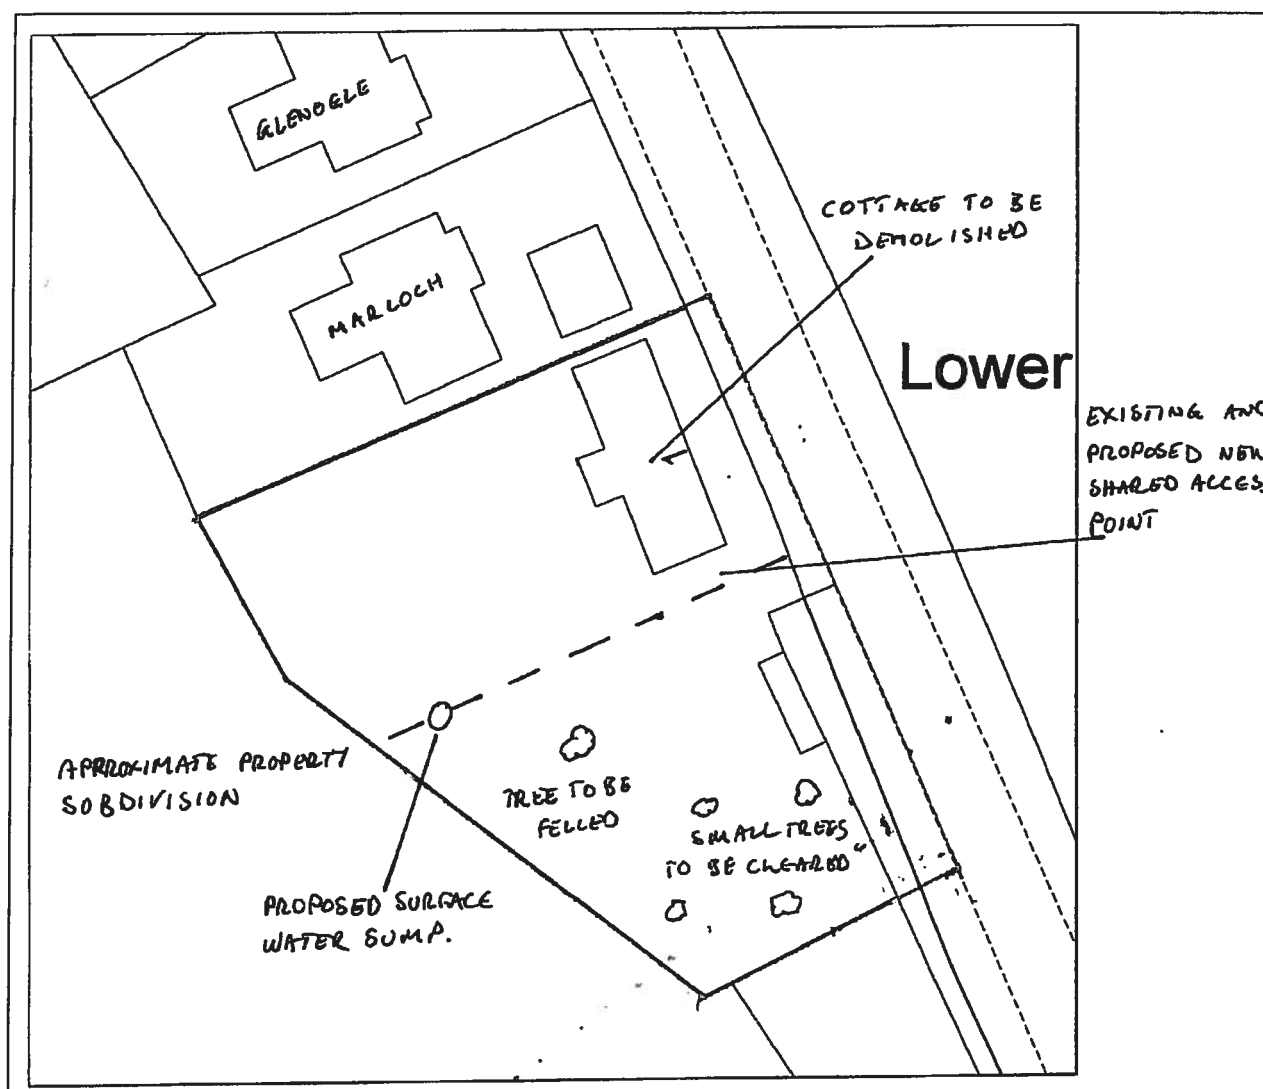 GLENOGLE
MARLOCH
COTTAGE TO BE
DEMOLISHED
Lower
EXISTING AND
PROPOSED NEW
SHARED ACCES
POINT
APPROXIMATE PROPERTY
SUBDIVISION
TREE TO BE
FELLED
SMALL TREES
TO BE CLEARED
PROPOSED SURFACE
WATER SUMP.